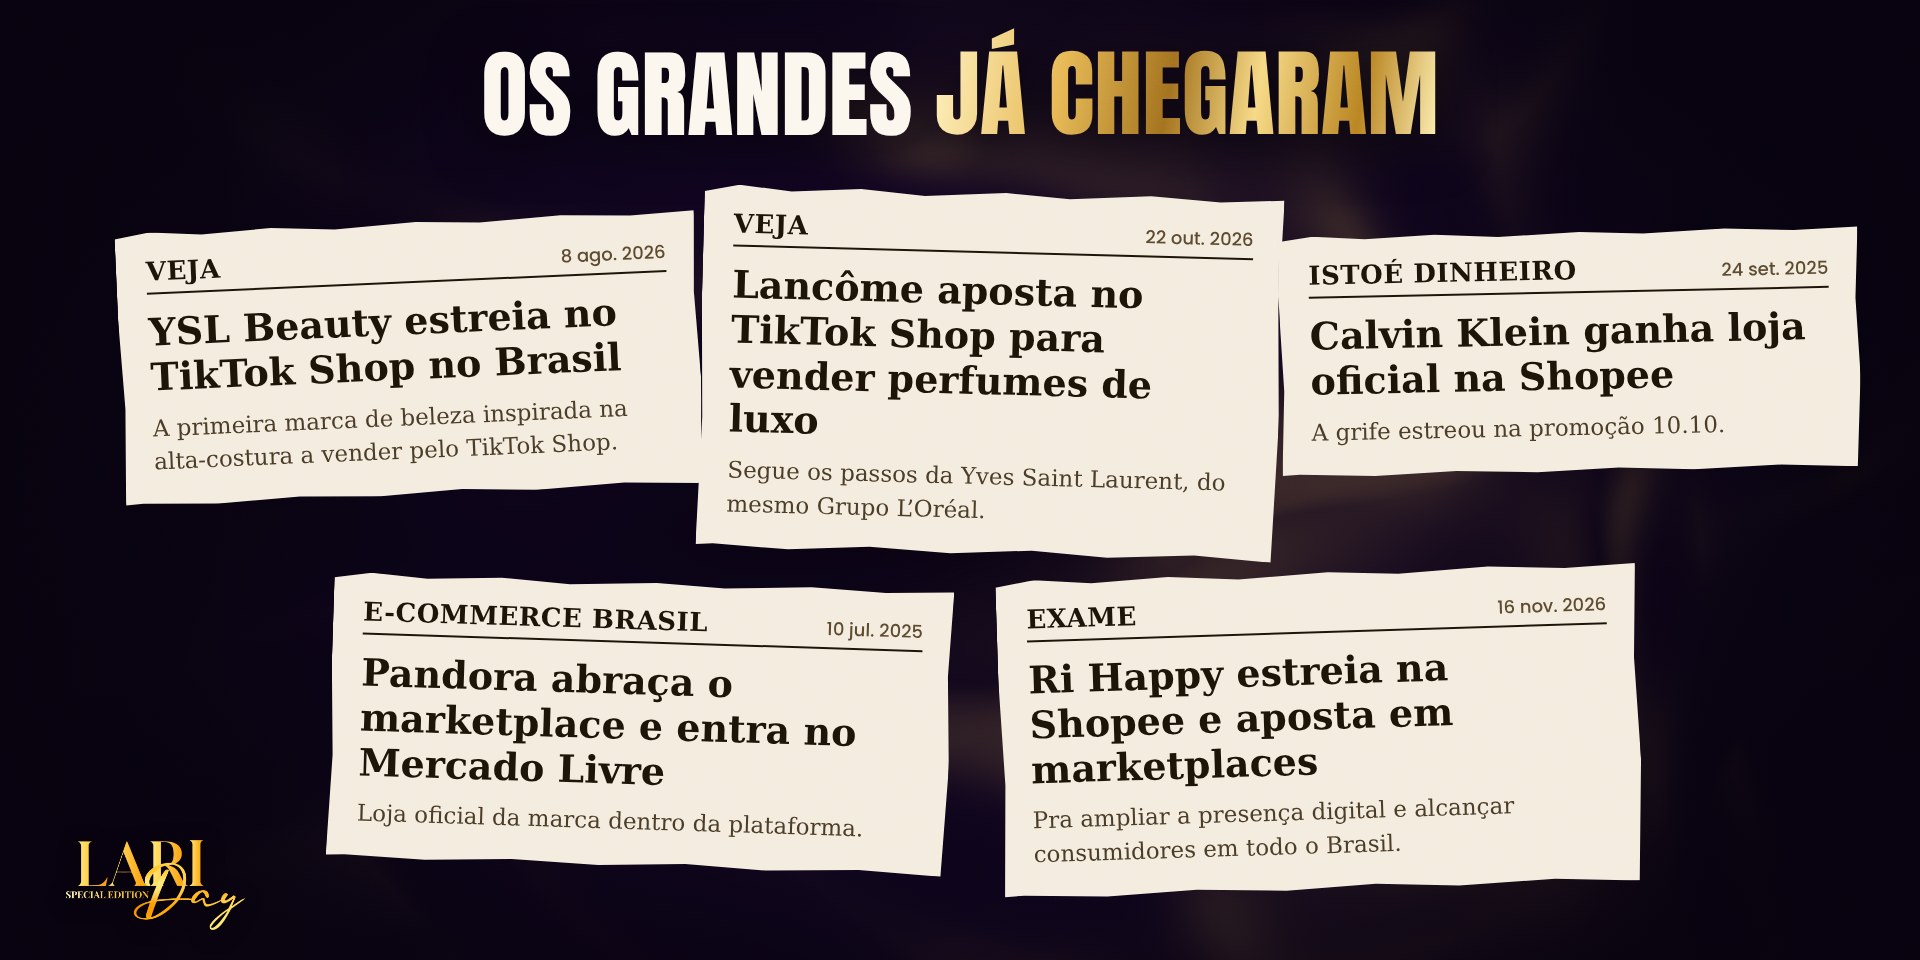 OS GRANDES JÁ CHEGARAM
VEJA
8 ago. 2026
YSL Beauty estreia no
TikTok Shop no Brasil
A primeira marca de beleza inspirada na
alta-costura a vender pelo TikTok Shop.
VEJA
22 out. 2026
Lancôme aposta no
TikTok Shop para
vender perfumes de
luxo
Segue os passos da Yves Saint Laurent, do
mesmo Grupo L’Oréal.
ISTOÉ DINHEIRO
24 set. 2025
Calvin Klein ganha loja
oficial na Shopee
A grife estreou na promoção 10.10.
E-COMMERCE BRASIL
10 jul. 2025
Pandora abraça o
marketplace e entra no
Mercado Livre
Loja oficial da marca dentro da plataforma.
EXAME
16 nov. 2026
Ri Happy estreia na
Shopee e aposta em
marketplaces
Pra ampliar a presença digital e alcançar
consumidores em todo o Brasil.
LABI
SPECIAL EDITION
Day